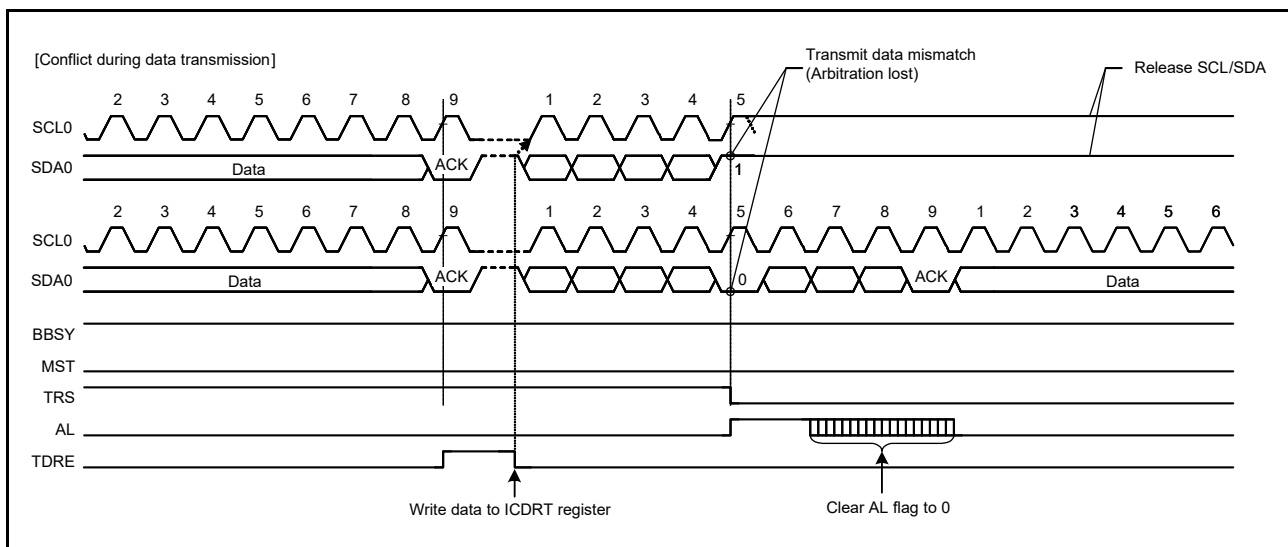 [Conflict during data transmission]
Transmit data mismatch
(Arbitration lost)
Release SCL/SDA
2 3 4 5 6 7 8 9 1 2 3 4 5
SCL0
SDA0 Data ACK 1
2 3 4 5 6 7 8 9 1 2 3 4 5 6 7 8 9 1 2 3 4 5 6
SCL0
SDA0 Data ACK 0 ACK Data
BBSY
MST
TRS
AL
TDRE
Write data to ICDRT register
Clear AL flag to 0